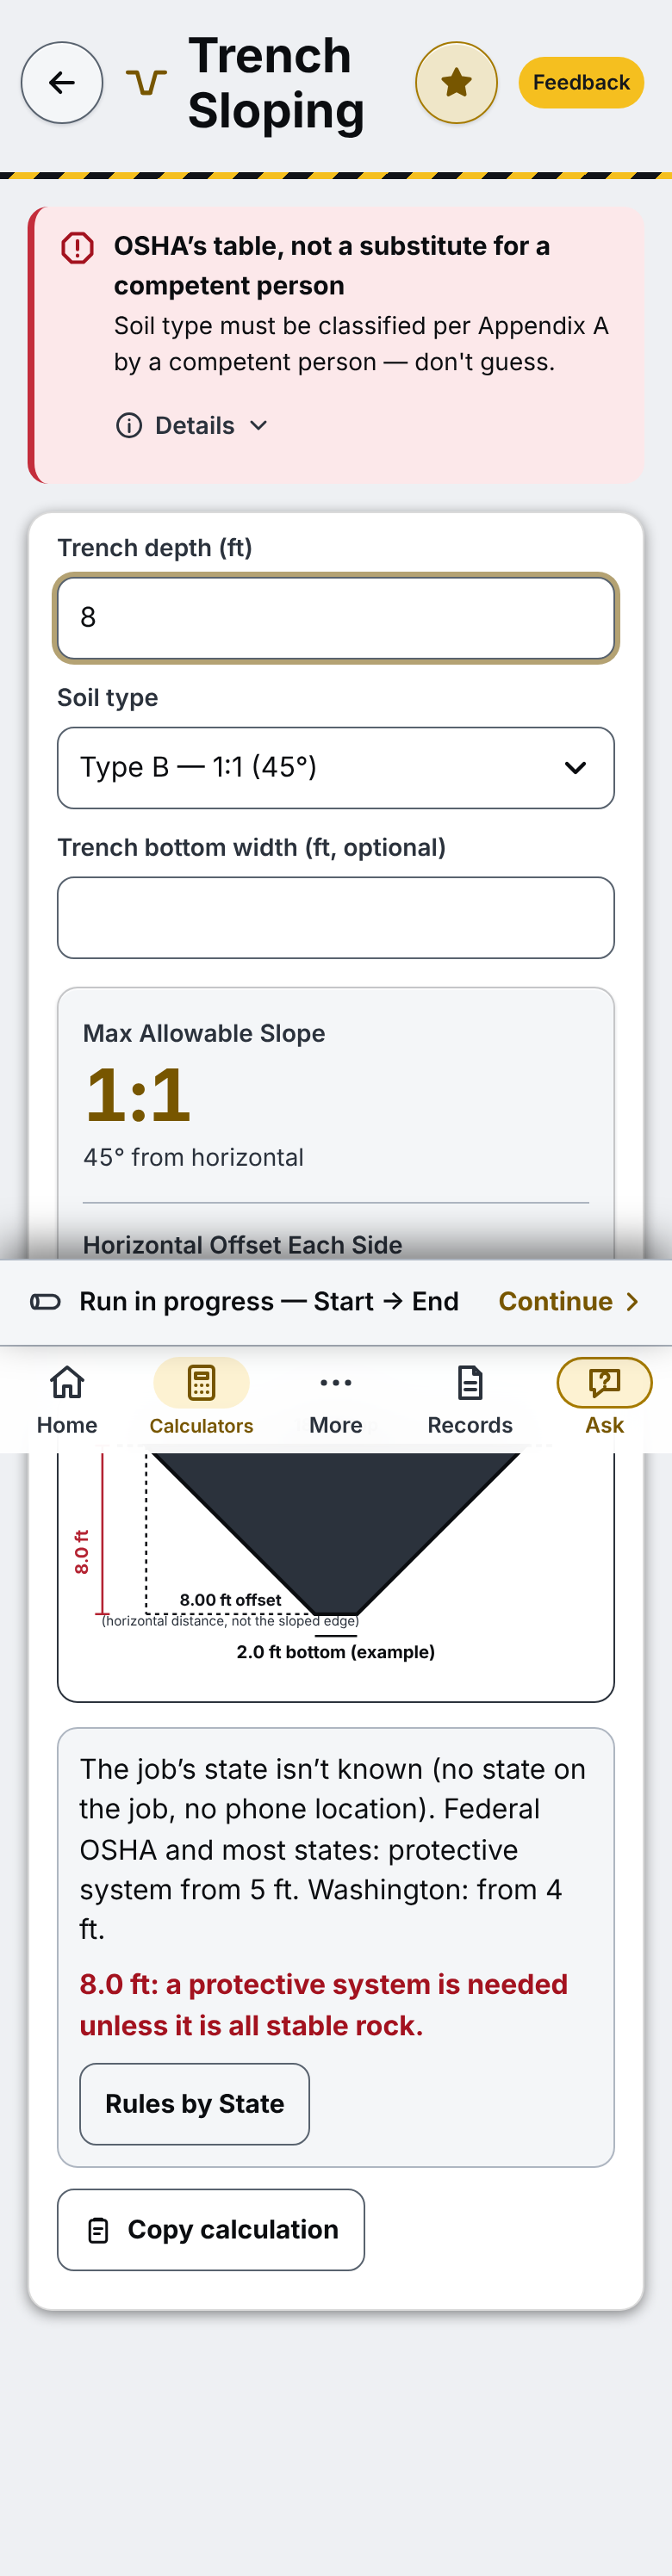 Trench
Sloping
Feedback
OSHA’s table, not a substitute for a
competent person
Soil type must be classified per Appendix A
by a competent person — don't guess.
Details
Trench depth (ft)
8
Soil type
Type B — 1:1 (45°)
Trench bottom width (ft, optional)
Max Allowable Slope
1:1
45° from horizontal
Horizontal Offset Each Side
Run in progress — Start → End
Continue
Home
Calculators
More
Records
Ask
8.0 ft
8.00 ft offset
(horizontal distance, not the sloped edge)
2.0 ft bottom (example)
The job’s state isn’t known (no state on
the job, no phone location). Federal
OSHA and most states: protective
system from 5 ft. Washington: from 4
ft.
8.0 ft: a protective system is needed
unless it is all stable rock.
Rules by State
Copy calculation